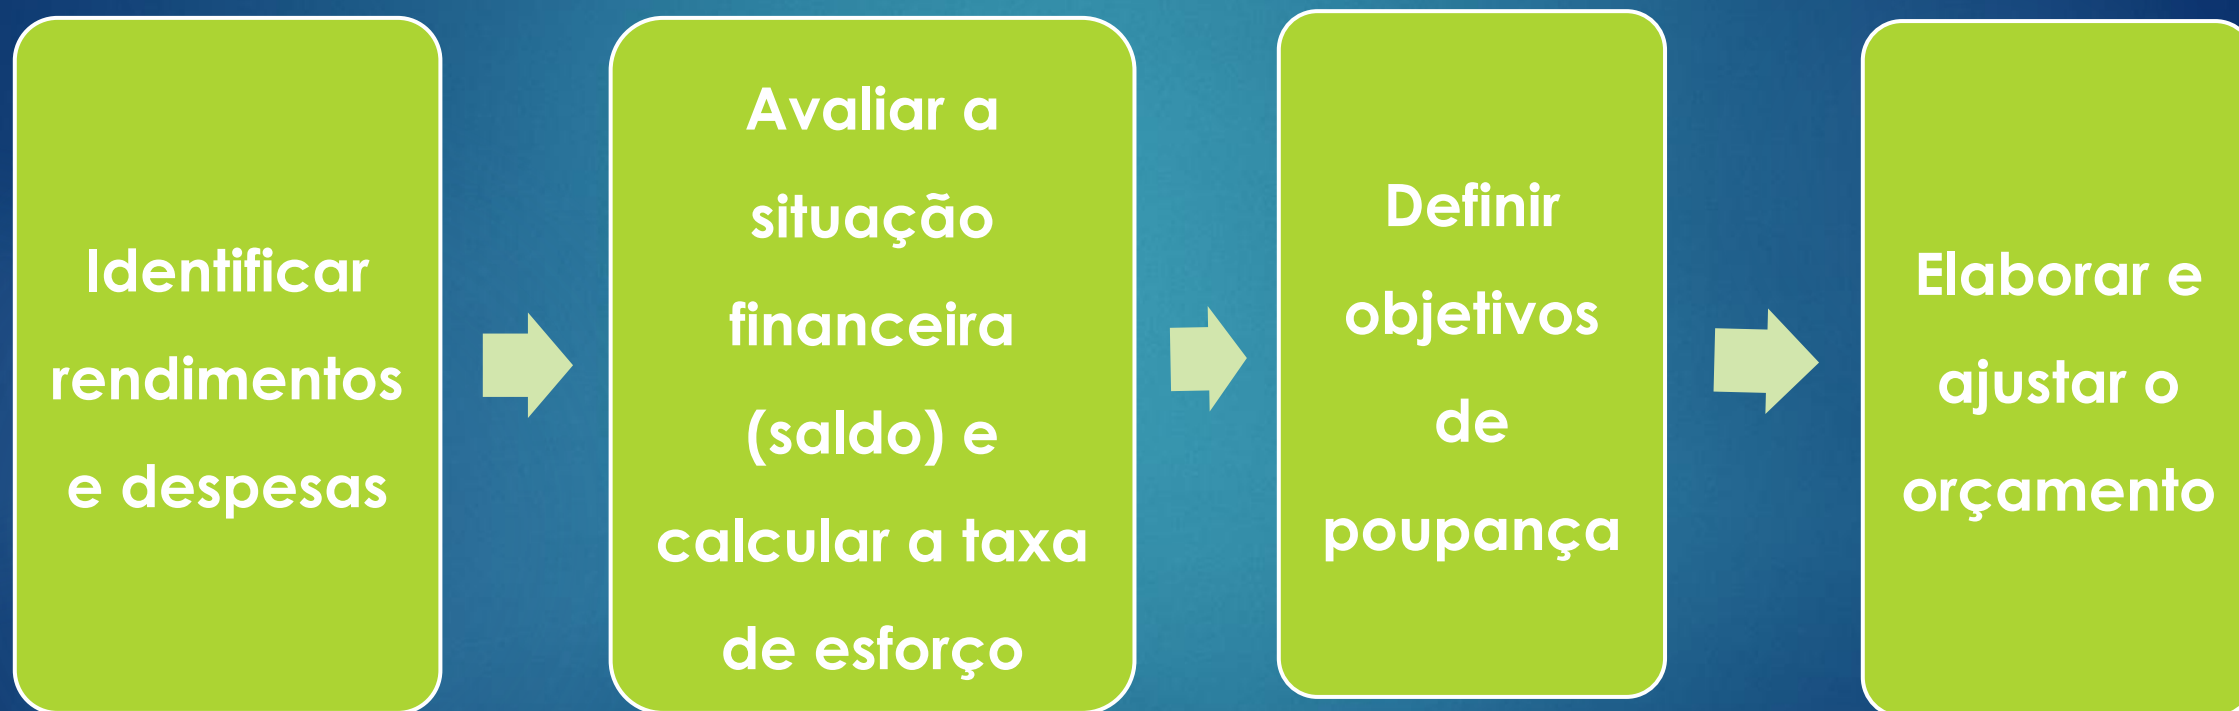 Identificar
rendimentos
e despesas
Avaliar a
situação
financeira
(saldo) e
calcular a taxa
de esforço
Definir
objetivos
de
poupança
Elaborar e
ajustar o
orçamento